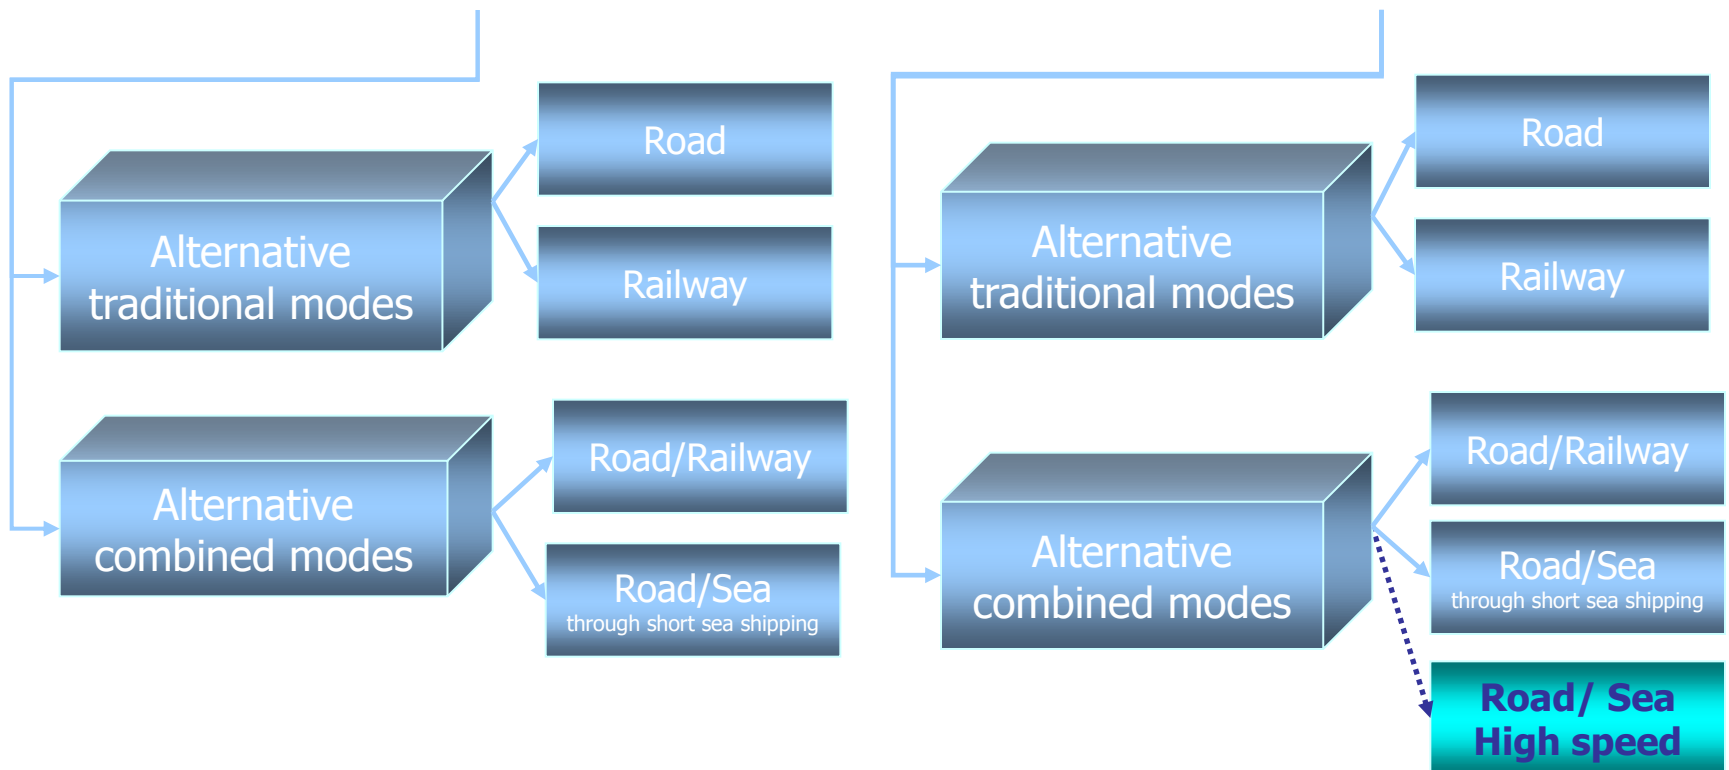 Alternative
traditional modes
Road
Railway
Alternative
combined modes
Road/Railway
Road/Sea
through short sea shipping
Alternative
traditional modes
Road
Railway
Alternative
combined modes
Road/Railway
Road/Sea
through short sea shipping
Road/ Sea
High speed